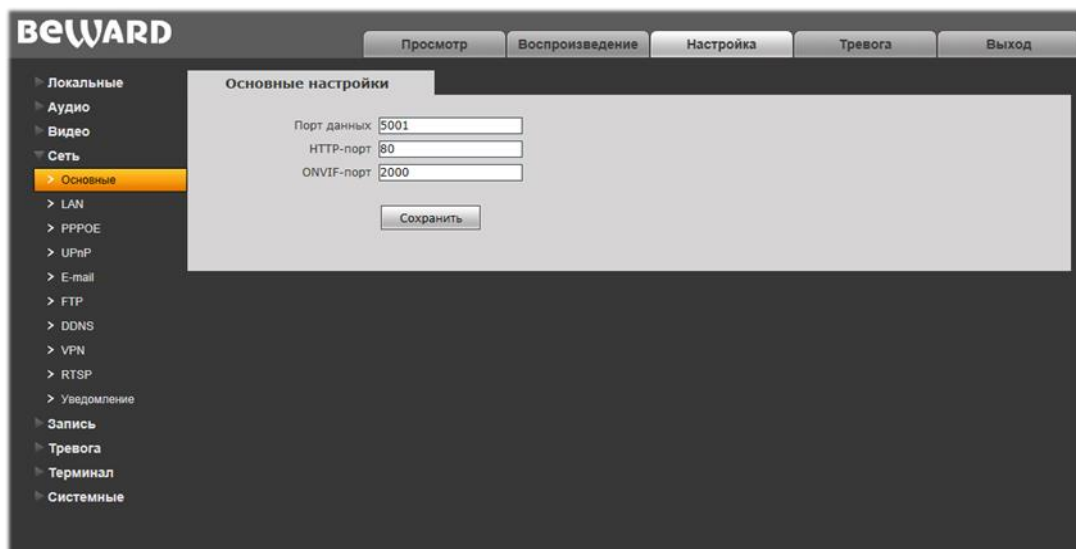 BEWARD
Просмотр
Воспроизведение
Настройка
Тревога
Выход
Локальные
Аудио
Видео
Сеть
> Основные
> LAN
> PPPOE
> UPnP
> E-mail
> FTP
> DDNS
> VPN
> RTSP
> Уведомление
Запись
Тревога
Терминал
Системные
Основные настройки
Порт данных 5001
HTTP-порт 80
ONVIF-порт 2000
Сохранить